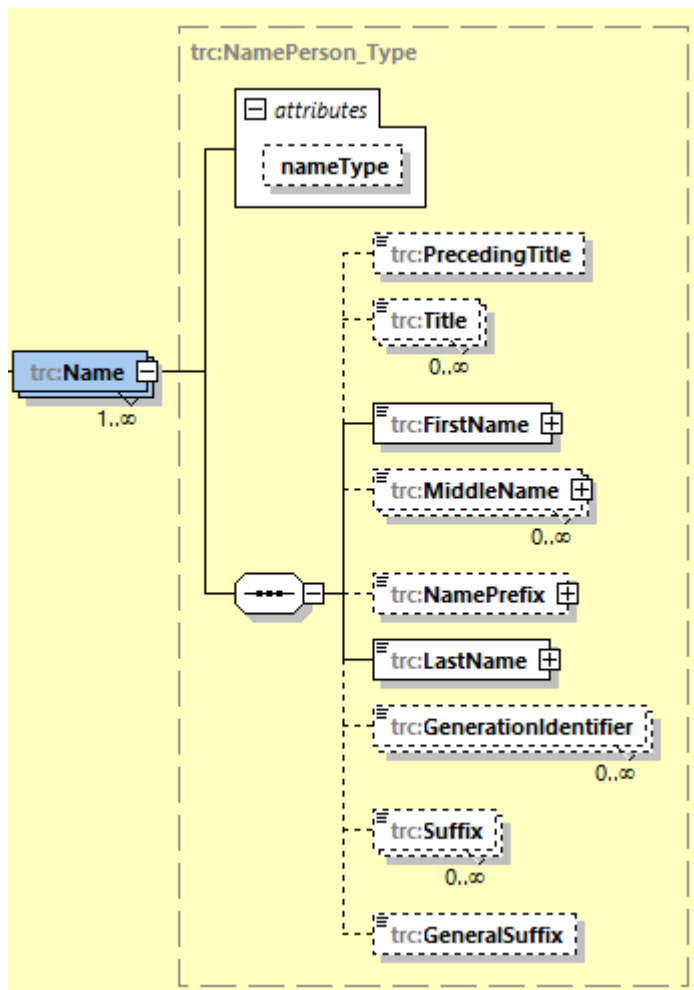 trc:NamePerson_Type
attributes
nameType
trc:PrecedingTitle
trc:Title
0..∞
trc:Name
1..∞
trc:FirstName
trc:MiddleName
0..∞
trc:NamePrefix
trc:LastName
trc:GenerationIdentifier
0..∞
trc:Suffix
0..∞
trc:GeneralSuffix